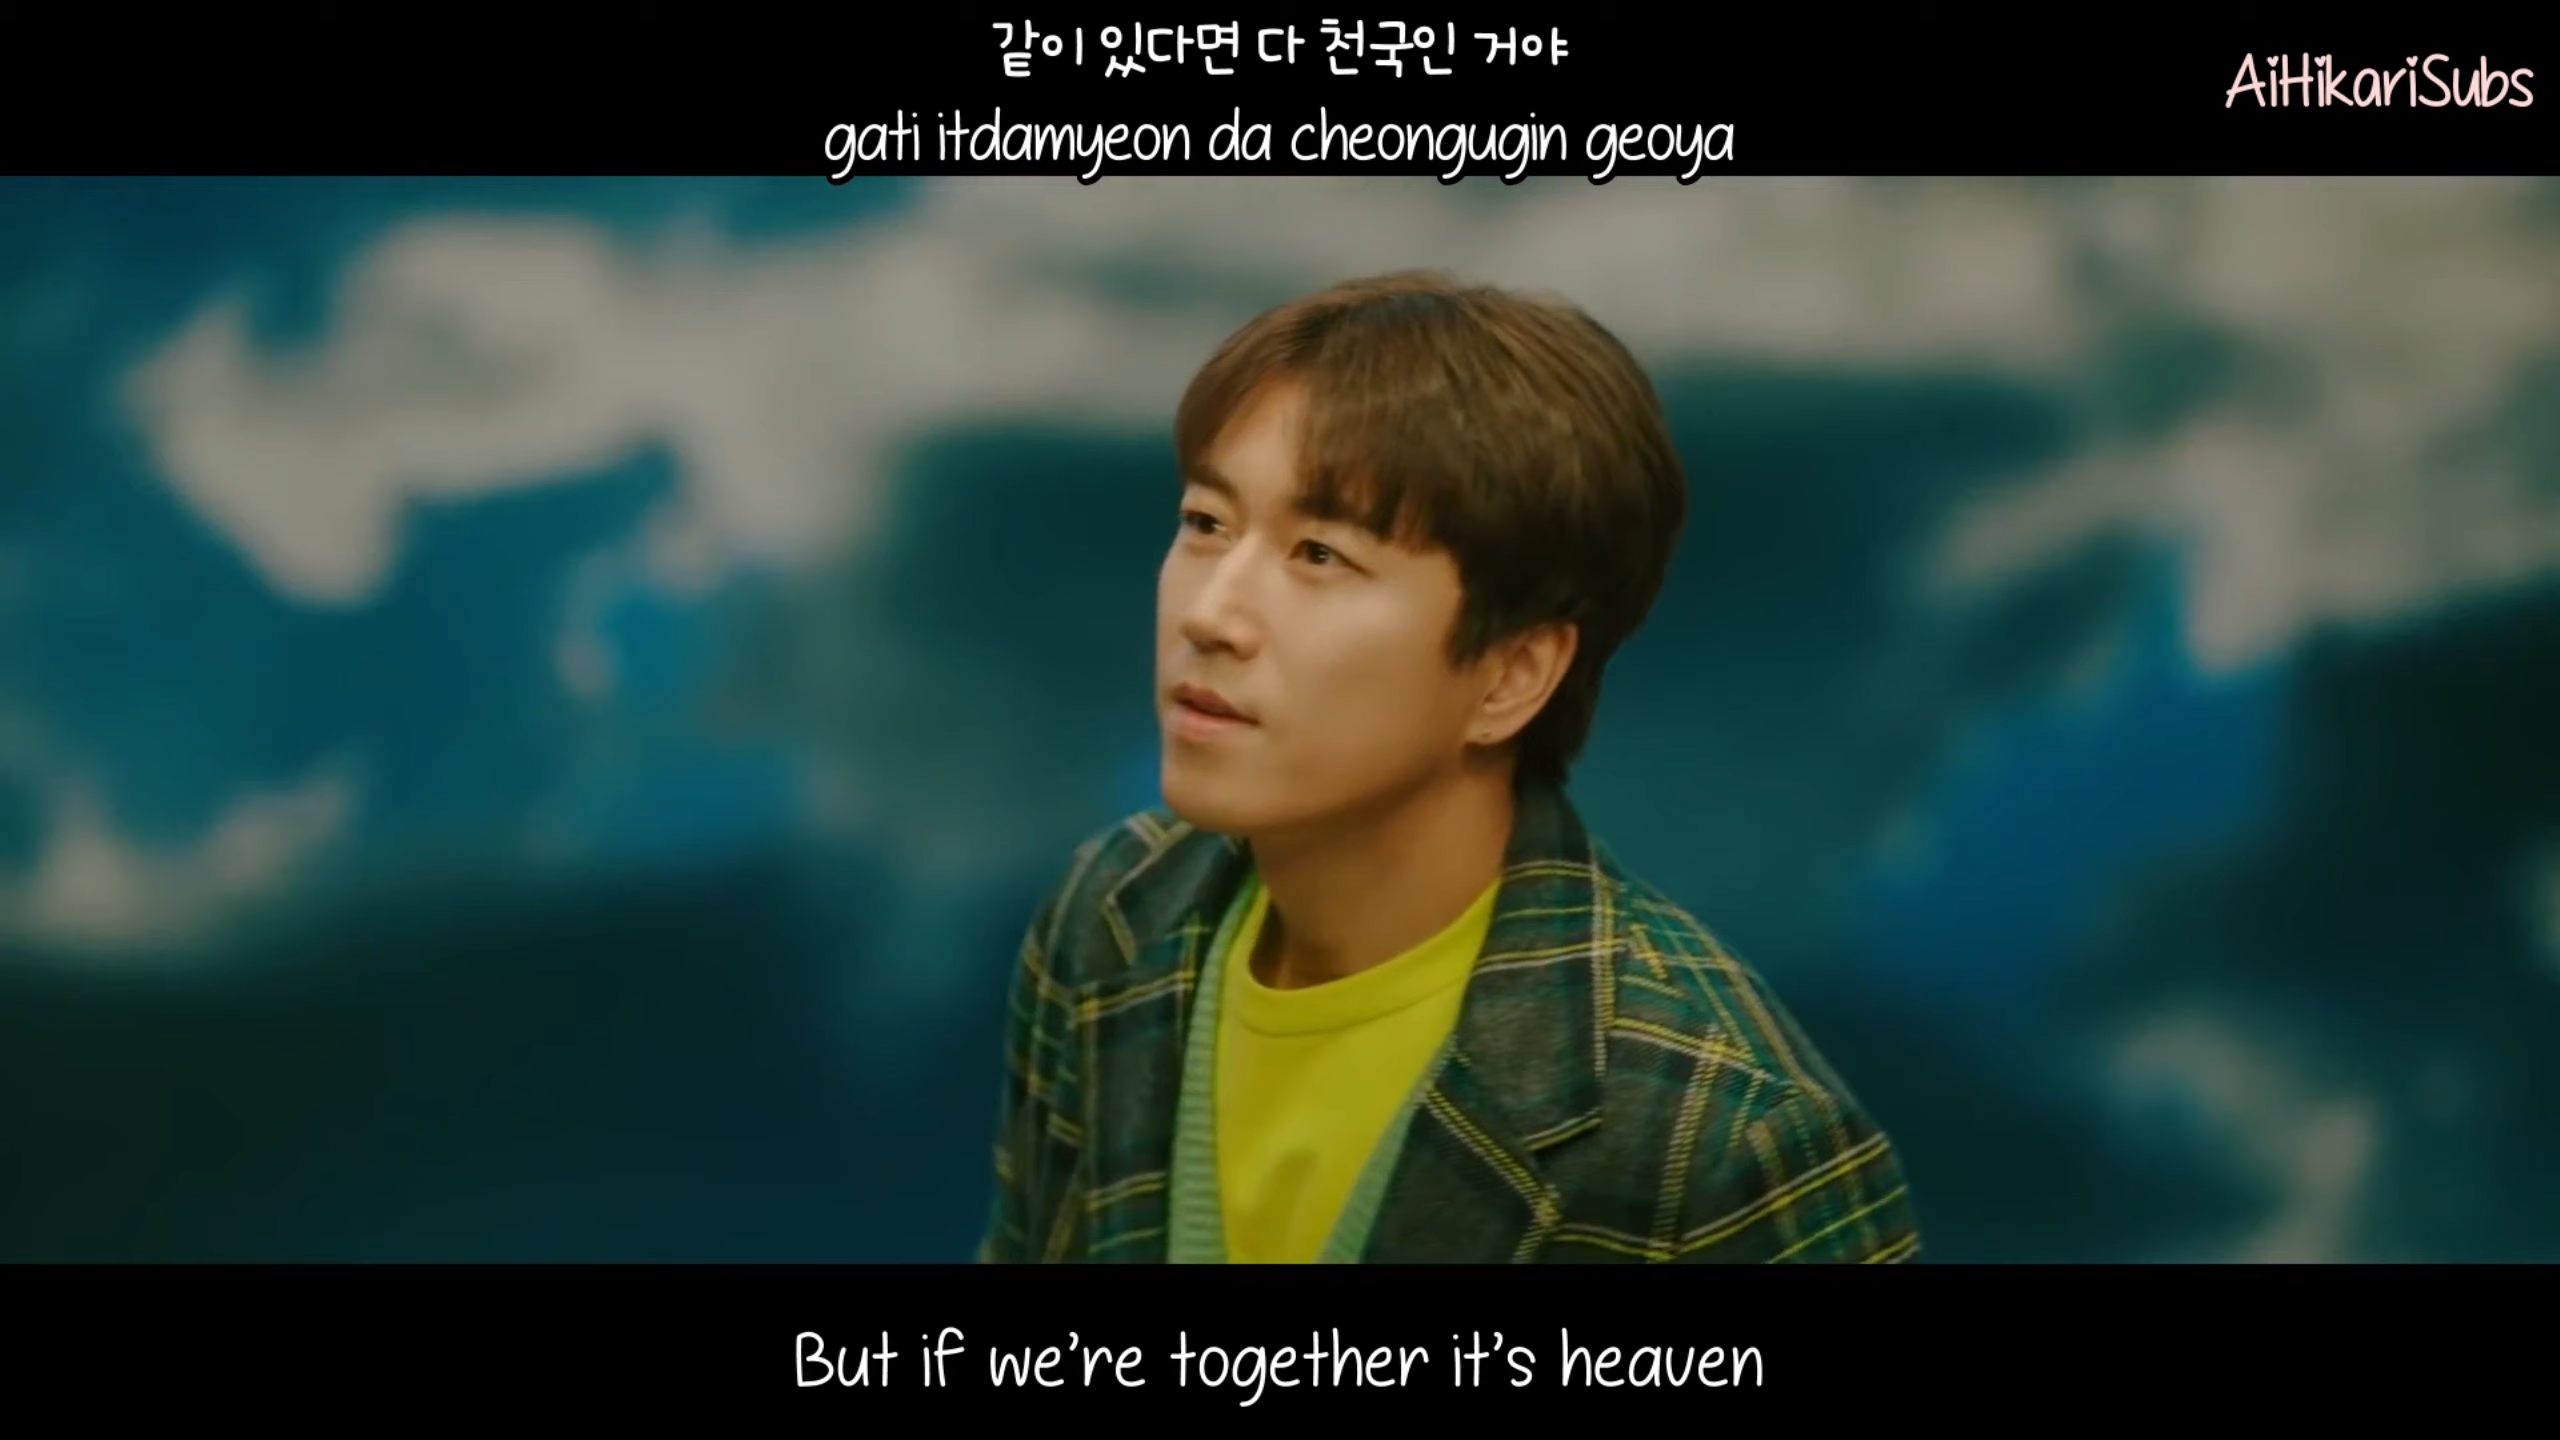 같이 있다면 다 천국인 거야
AiHikariSubs
gati itdamyeon da cheongugin geoya
But if we're together it's heaven